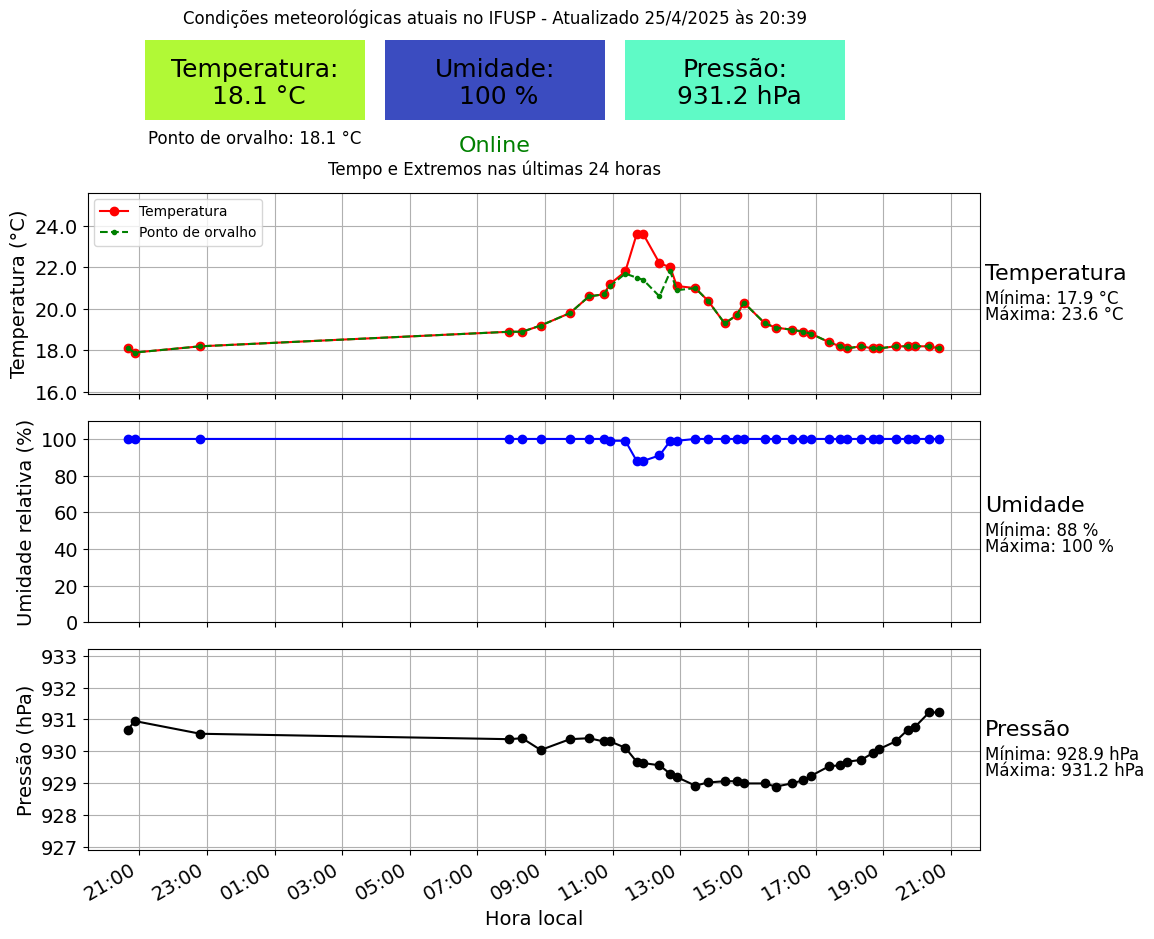 Condições meteorológicas atuais no IFUSP - Atualizado 25/4/2025 às 20:39
Temperatura:
18.1 °C
Umidade:
100 %
Pressão:
931.2 hPa
Ponto de orvalho: 18.1 °C
Online
Tempo e Extremos nas últimas 24 horas
Temperatura (°C)
24.0
22.0
20.0
18.0
16.0
Temperatura
Ponto de orvalho
Temperatura
Mínima: 17.9 °C
Máxima: 23.6 °C
Umidade relativa (%)
100
80
60
40
20
0
Umidade
Mínima: 88 %
Máxima: 100 %
Pressão (hPa)
933
932
931
930
929
928
927
Pressão
Mínima: 928.9 hPa
Máxima: 931.2 hPa
21:00 23:00 01:00 03:00 05:00 07:00 09:00 11:00 13:00 15:00 17:00 19:00 21:00
Hora local